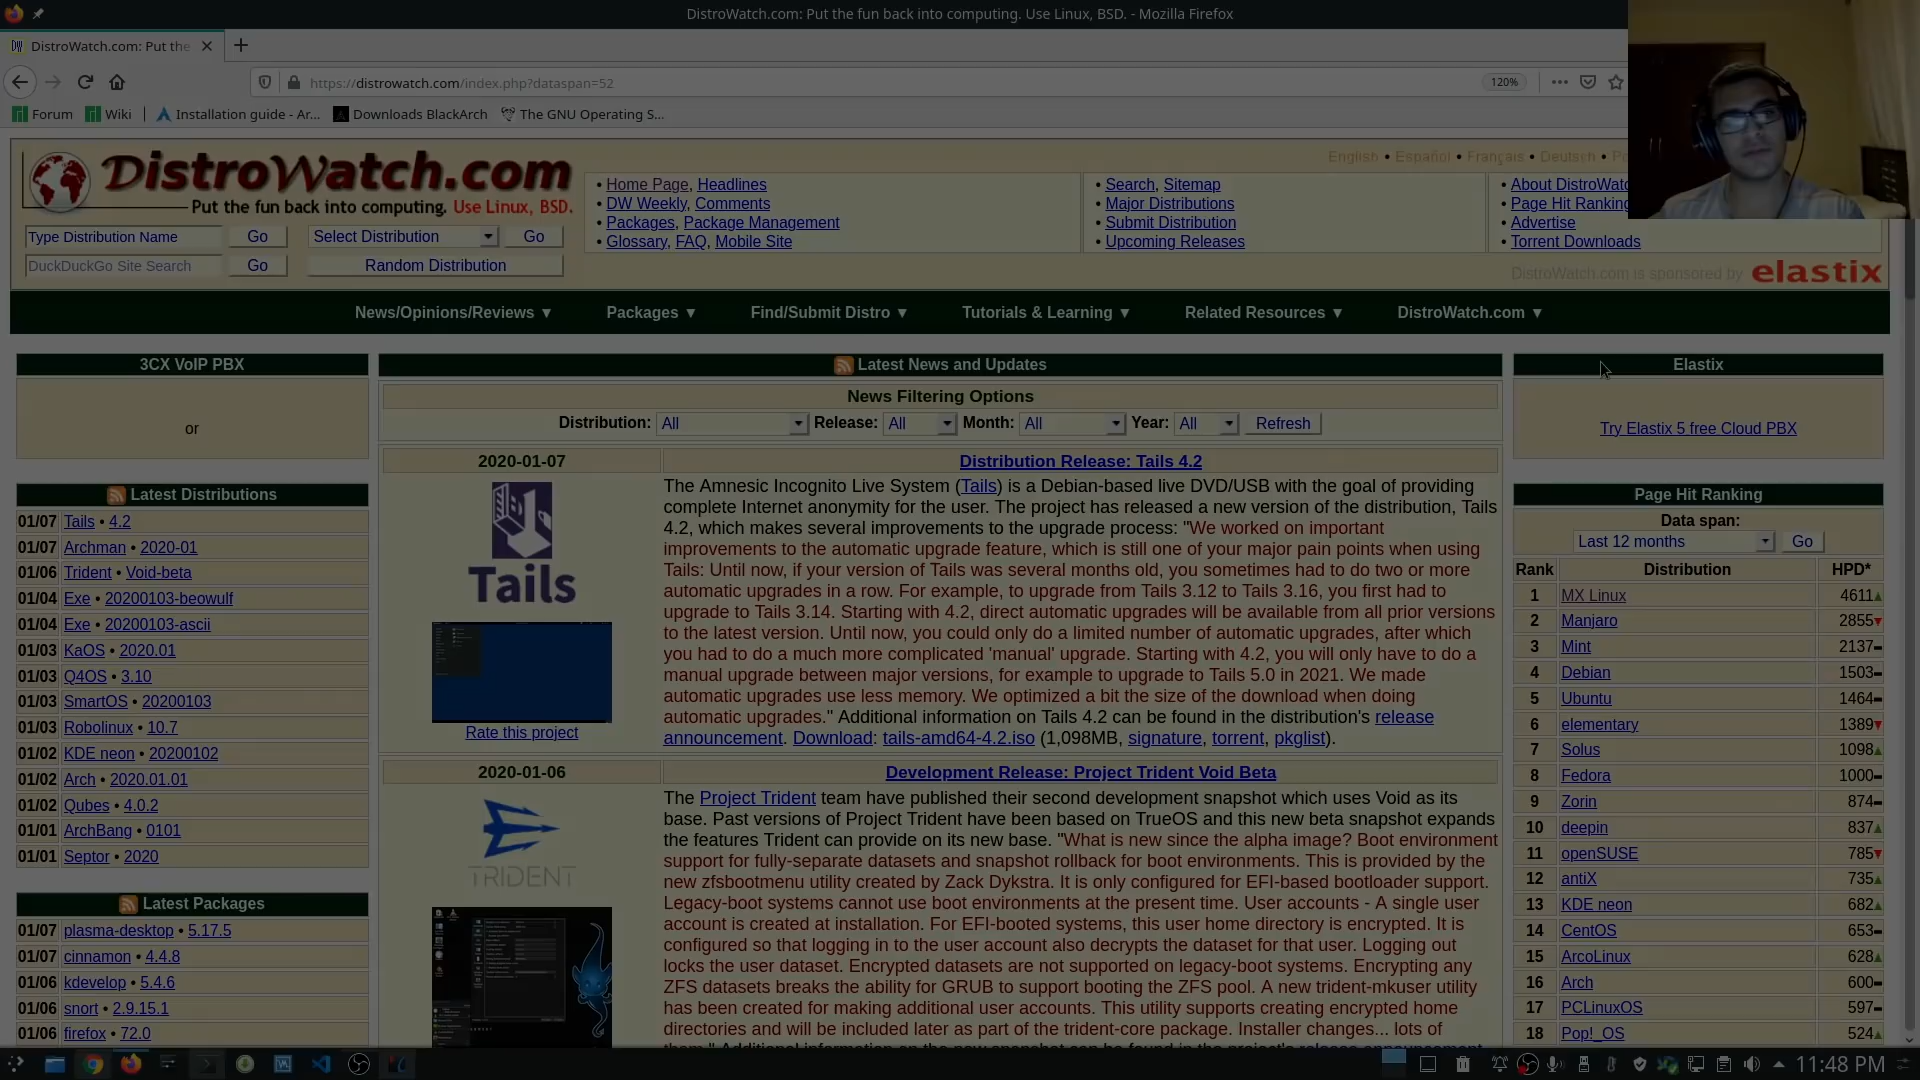 DistroWatch.com: Put the fun back into computing. Use Linux, BSD. - Mozilla Firefox
DistroWatch.com: Put the
https://distrowatch.com/index.php?dataspan=52
120%
Forum Wiki Installation guide - Ar... Downloads BlackArch The GNU Operating S...
DistroWatch.com
Put the fun back into computing. Use Linux, BSD.
English • Español • Français • Deutsch •
• Home Page, Headlines
• DW Weekly, Comments
• Packages, Package Management
• Glossary, FAQ, Mobile Site
• Search, Sitemap
• Major Distributions
• Submit Distribution
• Upcoming Releases
• About DistroWatc
• Page Hit Ranking
• Advertise
• Torrent Downloads
Type Distribution Name Go Select Distribution Go
DuckDuckGo Site Search Go Random Distribution
DistroWatch.com is sponsored by elastix
News/Opinions/Reviews ▼ Packages ▼ Find/Submit Distro ▼ Tutorials & Learning ▼ Related Resources ▼ DistroWatch.com ▼
3CX VoIP PBX
or
Latest Distributions
01/07 Tails • 4.2
01/07 Archman • 2020-01
01/06 Trident • Void-beta
01/04 Exe • 20200103-beowulf
01/04 Exe • 20200103-ascii
01/03 KaOS • 2020.01
01/03 Q4OS • 3.10
01/03 SmartOS • 20200103
01/03 Robolinux • 10.7
01/02 KDE neon • 20200102
01/02 Arch • 2020.01.01
01/02 Qubes • 4.0.2
01/01 ArchBang • 0101
01/01 Septor • 2020
Latest Packages
01/07 plasma-desktop • 5.17.5
01/07 cinnamon • 4.4.8
01/06 kdevelop • 5.4.6
01/06 snort • 2.9.15.1
01/06 firefox • 72.0
Latest News and Updates
News Filtering Options
Distribution: All Release: All Month: All Year: All Refresh
2020-01-07 Distribution Release: Tails 4.2
Tails
Rate this project
The Amnesic Incognito Live System (Tails) is a Debian-based live DVD/USB with the goal of providing
complete Internet anonymity for the user. The project has released a new version of the distribution, Tails
4.2, which makes several improvements to the upgrade process: "We worked on important
improvements to the automatic upgrade feature, which is still one of your major pain points when using
Tails: Until now, if your version of Tails was several months old, you sometimes had to do two or more
automatic upgrades in a row. For example, to upgrade from Tails 3.12 to Tails 3.16, you first had to
upgrade to Tails 3.14. Starting with 4.2, direct automatic upgrades will be available from all prior versions
to the latest version. Until now, you could only do a limited number of automatic upgrades, after which
you had to do a much more complicated 'manual' upgrade. Starting with 4.2, you will only have to do a
manual upgrade between major versions, for example to upgrade to Tails 5.0 in 2021. We made
automatic upgrades use less memory. We optimized a bit the size of the download when doing
automatic upgrades." Additional information on Tails 4.2 can be found in the distribution's release
announcement. Download: tails-amd64-4.2.iso (1,098MB, signature, torrent, pkglist).
2020-01-06 Development Release: Project Trident Void Beta
TRIDENT
The Project Trident team have published their second development snapshot which uses Void as its
base. Past versions of Project Trident have been based on TrueOS and this new beta snapshot expands
the features Trident can provide on its new base. "What is new since the alpha image? Boot environment
support for fully-separate datasets and snapshot rollback for boot environments. This is provided by the
new zfsbootmenu utility created by Zack Dykstra. It is only configured for EFI-based bootloader support.
Legacy-boot systems cannot use boot environments at the present time. User accounts - A single user
account is created at installation. For EFI-booted systems, this user home directory is encrypted. It is
configured so that logging in to the user account also decrypts the dataset for that user. Logging out
locks the user dataset. Encrypted datasets are not supported on legacy-boot systems. Encrypting any
ZFS datasets breaks the ability for GRUB to support booting the ZFS pool. A new trident-mkuser utility
has been created for making additional user accounts. This utility supports creating encrypted home
directories and will be included later as part of the trident-core package. Installer changes... lots of
Elastix
Try Elastix 5 free Cloud PBX
Page Hit Ranking
Data span:
Last 12 months Go
Rank Distribution HPD*
1 MX Linux 4611
2 Manjaro 2855
3 Mint 2137
4 Debian 1503
5 Ubuntu 1464
6 elementary 1389
7 Solus 1098
8 Fedora 1000
9 Zorin 874
10 deepin 837
11 openSUSE 785
12 antiX 735
13 KDE neon 682
14 CentOS 653
15 ArcoLinux 628
16 Arch 600
17 PCLinuxOS 597
18 Pop!_OS 524
11:48 PM